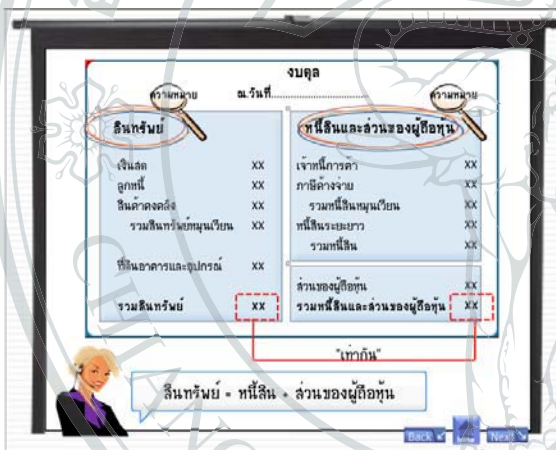 งบดุล
ณ.วันที่..............................
ความหมาย
ความหมาย
สินทรัพย์
เงินสด XX
ลูกหนี้ XX
สินค้าคงคลัง XX
รวมสินทรัพย์หมุนเวียน XX
ที่ดินอาคารและอุปกรณ์ XX
รวมสินทรัพย์ XX
หนี้สินและส่วนของผู้ถือหุ้น
เจ้าหนี้การค้า XX
ภาษีค้างจ่าย XX
รวมหนี้สินหมุนเวียน XX
หนี้สินระยะยาว XX
รวมหนี้สิน XX
ส่วนของผู้ถือหุ้น XX
รวมหนี้สินและส่วนของผู้ถือหุ้น XX
"เท่ากัน"
สินทรัพย์ = หนี้สิน + ส่วนของผู้ถือหุ้น
Back
Next